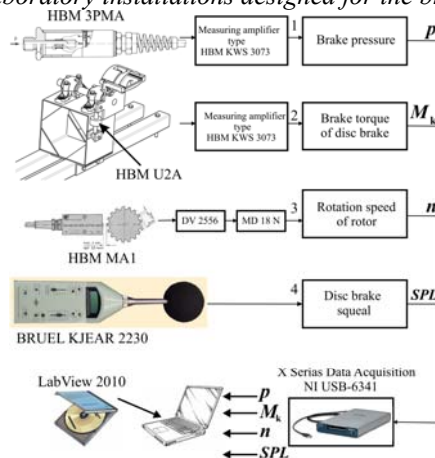 boratory installations designed for the b
HBM 3PMA
Measuring amplifier
type
HBM KWS 3073
1
Brake pressure
p
Measuring amplifier
type
HBM KWS 3073
2
Brake torque
of disc brake
Mk
HBM U2A
DV 2556
MD 18 N
3
Rotation speed
of rotor
n
HBM MA1
4
Disc brake
squeal
SPL
BRUEL KJEAR 2230
LabView 2010
X Serias Data Acquisition
NI USB-6341
p
Mk
n
SPL